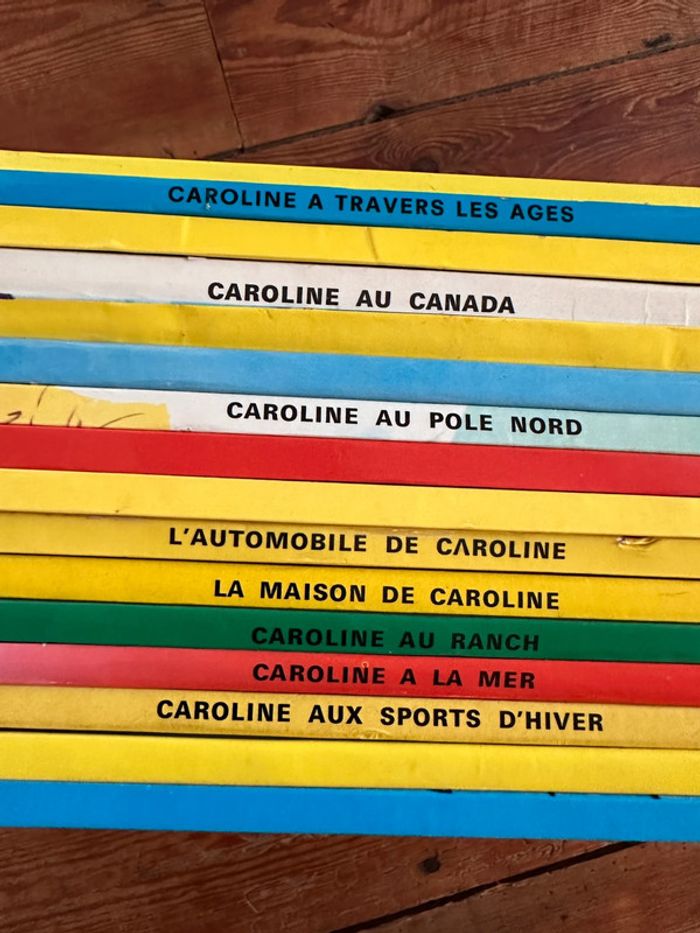 CAROLINE A TRAVERS LES AGES
CAROLINE AU CANADA
CAROLINE AU POLE NORD
L'AUTOMOBILE DE CAROLINE
LA MAISON DE CAROLINE
CAROLINE AU RANCH
CAROLINE A LA MER
CAROLINE AUX SPORTS D'HIVER